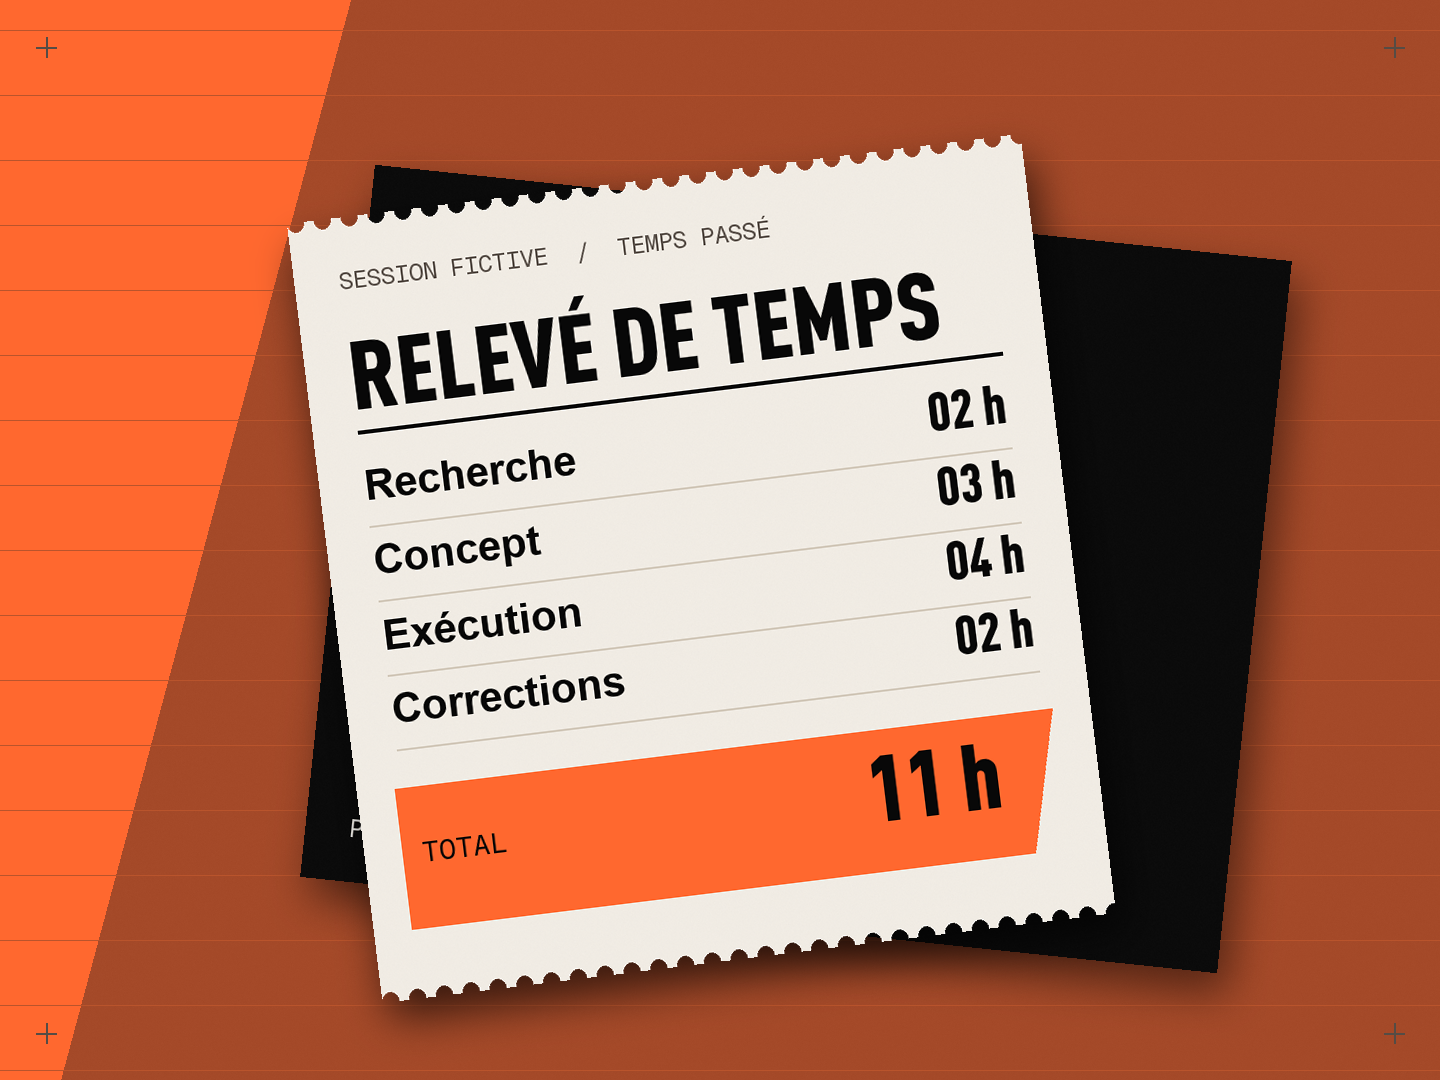 SESSION FICTIVE / TEMPS PASSÉ
RELEVÉ DE TEMPS
Recherche 02 h
Concept 03 h
Exécution 04 h
Corrections 02 h
TOTAL 11 h